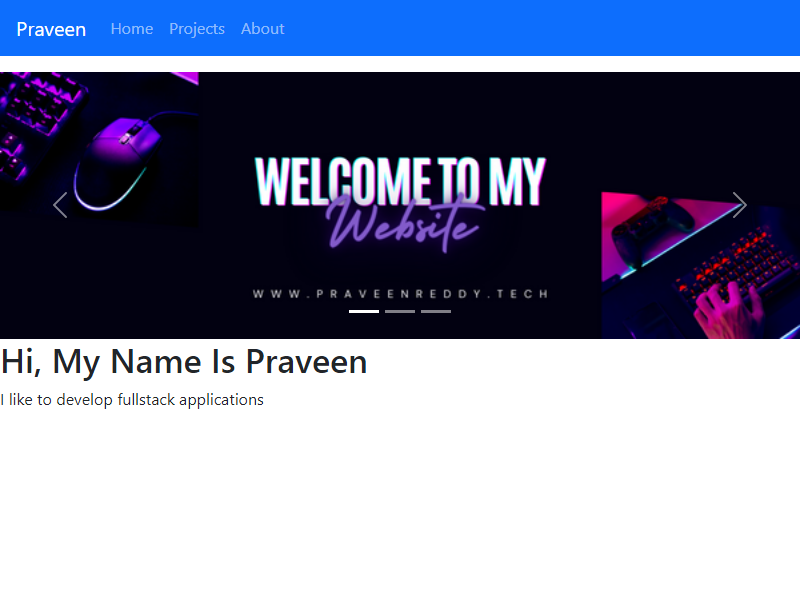 Praveen Home Projects About
WELCOME TO MY
Website
WWW.PRAVEENREDDY.TECH
Hi, My Name Is Praveen
I like to develop fullstack applications